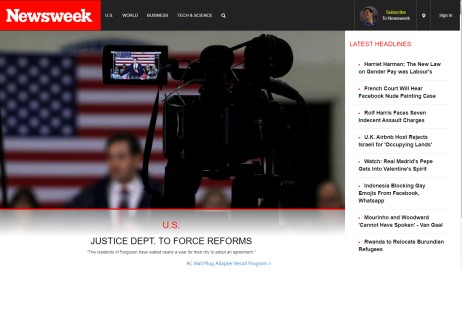 Newsweek
U.S.
WORLD
BUSINESS
TECH & SCIENCE
Subscribe
To Newsweek
Sign In
LATEST HEADLINES
Harriet Harman: The New Law
on Gender Pay was Labour's
French Court Will Hear
Facebook Nude Painting Case
Rolf Harris Faces Seven
Indecent Assault Charges
U.K. Airbnb Host Rejects
Israeli for 'Occupying Lands'
Watch: Real Madrid's Pepe
Gets Into Valentine's Spirit
Indonesia Blocking Gay
Emojis From Facebook,
Whatsapp
Mourinho and Woodward
'Cannot Have Spoken' - Van Gaal
Rwanda to Relocate Burundian
Refugees
U.S.
JUSTICE DEPT. TO FORCE REFORMS
"The residents of Ferguson have waited nearly a year for their city to adopt an agreement."
AC Wall Plug Adapter Recall Program >